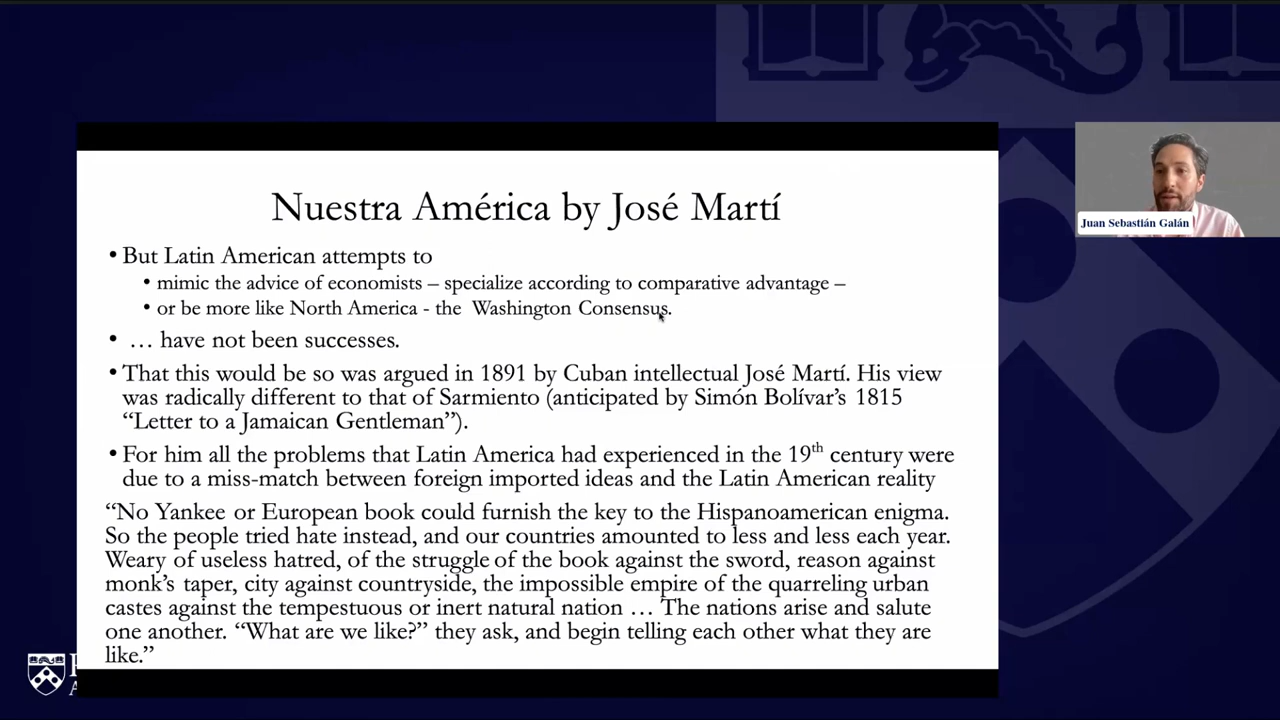 Nuestra América by José Martí
• But Latin American attempts to
• mimic the advice of economists – specialize according to comparative advantage –
• or be more like North America - the Washington Consensus.
• … have not been successes.
• That this would be so was argued in 1891 by Cuban intellectual José Martí. His view
was radically different to that of Sarmiento (anticipated by Simón Bolívar's 1815
“Letter to a Jamaican Gentleman”).
• For him all the problems that Latin America had experienced in the 19th century were
due to a miss-match between foreign imported ideas and the Latin American reality
“No Yankee or European book could furnish the key to the Hispanoamerican enigma.
So the people tried hate instead, and our countries amounted to less and less each year.
Weary of useless hatred, of the struggle of the book against the sword, reason against
monk's taper, city against countryside, the impossible empire of the quarreling urban
castes against the tempestuous or inert natural nation … The nations arise and salute
one another. “What are we like?” they ask, and begin telling each other what they are
like.”
Juan Sebastián Galán